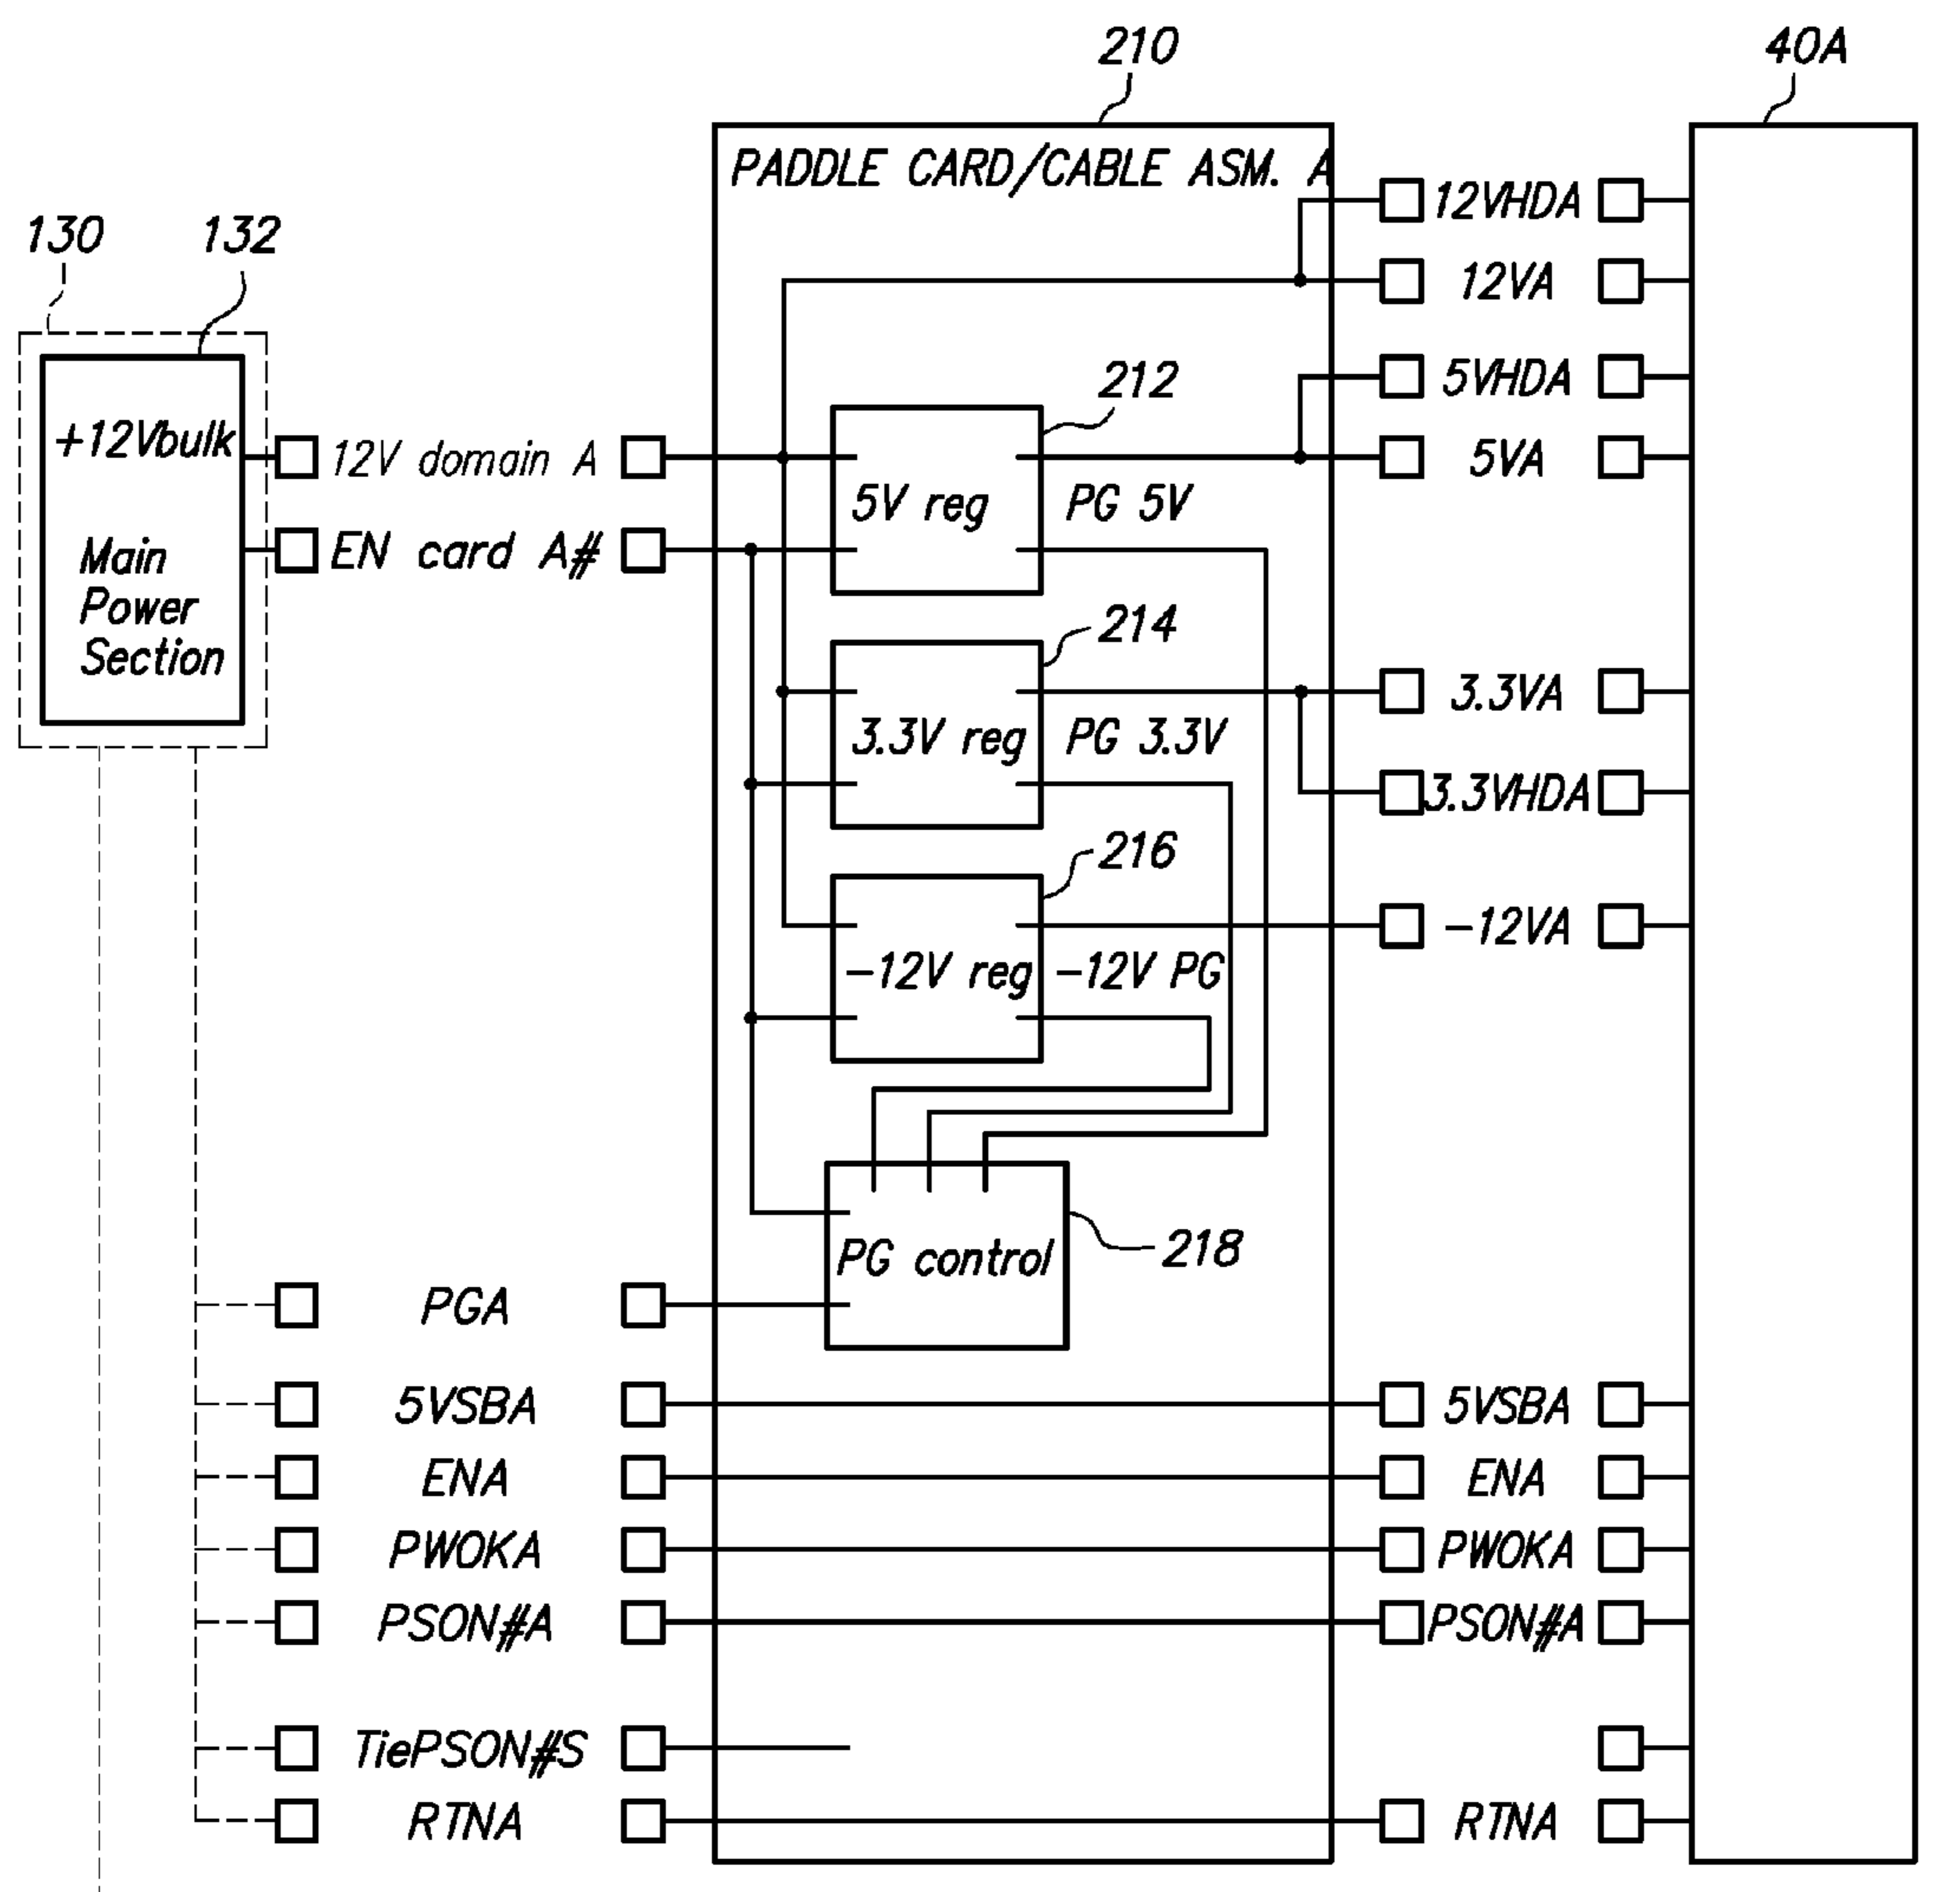 210
40A
PADDLE CARD/CABLE ASM. A
12VHDA
130
132
12VA
5VHDA
212
+12Vbulk
12V domain A
5VA
5V reg
PG 5V
EN card A#
Main
Power
Section
214
3.3VA
3.3V reg
PG 3.3V
3.3VHDA
216
-12VA
-12V reg
-12V PG
218
PG control
PGA
5VSBA
5VSBA
ENA
ENA
PWOKA
PWOKA
PSON#A
PSON#A
TiePSON#S
RTNA
RTNA